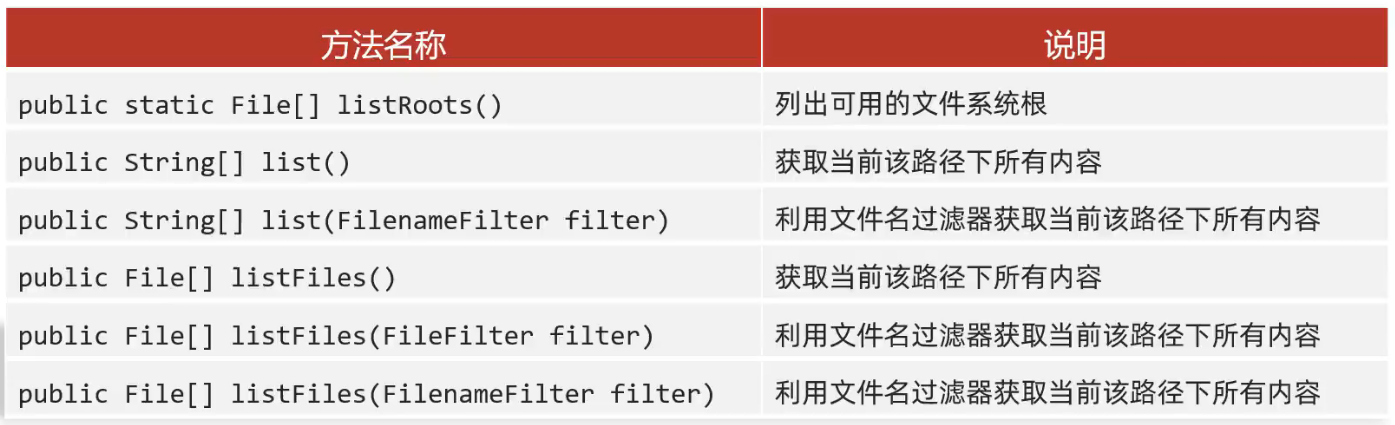 方法名称 说明
public static File[] listRoots() 列出可用的文件系统根
public String[] list() 获取当前该路径下所有内容
public String[] list(FilenameFilter filter) 利用文件名过滤器获取当前该路径下所有内容
public File[] listFiles() 获取当前该路径下所有内容
public File[] listFiles(FileFilter filter) 利用文件名过滤器获取当前该路径下所有内容
public File[] listFiles(FilenameFilter filter) 利用文件名过滤器获取当前该路径下所有内容